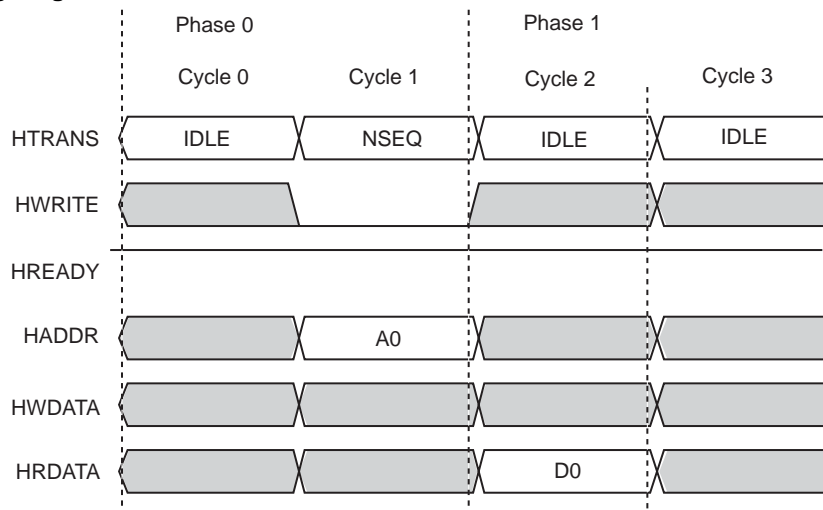 Phase 0 Phase 1
Cycle 0 Cycle 1 Cycle 2 Cycle 3
HTRANS IDLE NSEQ IDLE IDLE
HWRITE
HREADY
HADDR A0
HWDATA
HRDATA D0